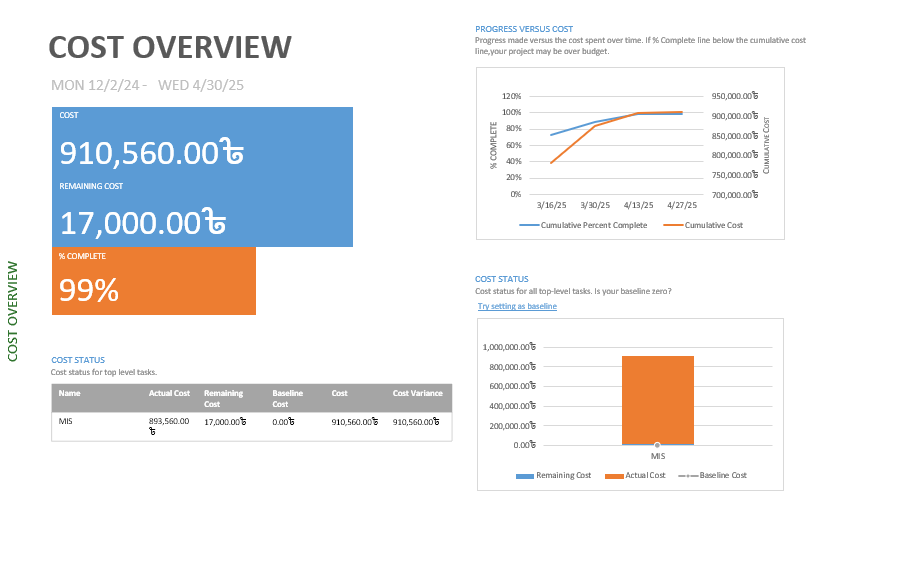 COST OVERVIEW
MON 12/2/24 - WED 4/30/25
COST
910,560.00৳
REMAINING COST
17,000.00৳
% COMPLETE
99%
COST OVERVIEW
COST STATUS
Cost status for top level tasks.
Name Actual Cost Remaining Cost Baseline Cost Cost Cost Variance
MIS 893,560.00৳ 17,000.00৳ 0.00৳ 910,560.00৳ 910,560.00৳
PROGRESS VERSUS COST
Progress made versus the cost spent over time. If % Complete line below the cumulative cost
line,your project may be over budget.
120%
100%
80%
60%
40%
20%
0%
% COMPLETE
950,000.00৳
900,000.00৳
850,000.00৳
800,000.00৳
750,000.00৳
700,000.00৳
CUMULATIVE COST
3/16/25 3/30/25 4/13/25 4/27/25
Cumulative Percent Complete Cumulative Cost
COST STATUS
Cost status for all top-level tasks. Is your baseline zero?
Try setting as baseline
1,000,000.00৳
800,000.00৳
600,000.00৳
400,000.00৳
200,000.00৳
0.00৳
MIS
Remaining Cost Actual Cost Baseline Cost